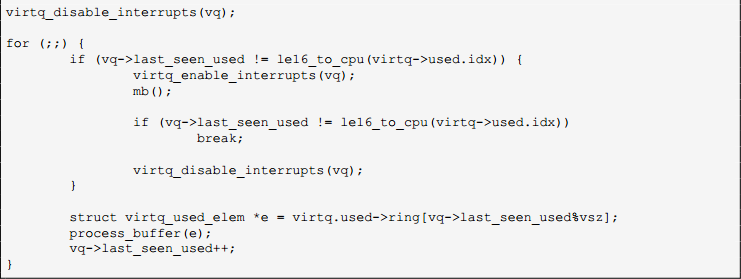 virtq_disable_interrupts(vq);
for (;;) {
if (vq->last_seen_used != le16_to_cpu(virtq->used.idx)) {
virtq_enable_interrupts(vq);
mb();
if (vq->last_seen_used != le16_to_cpu(virtq->used.idx))
break;
virtq_disable_interrupts(vq);
}
struct virtq_used_elem *e = virtq.used->ring[vq->last_seen_used%vsz];
process_buffer(e);
vq->last_seen_used++;
}